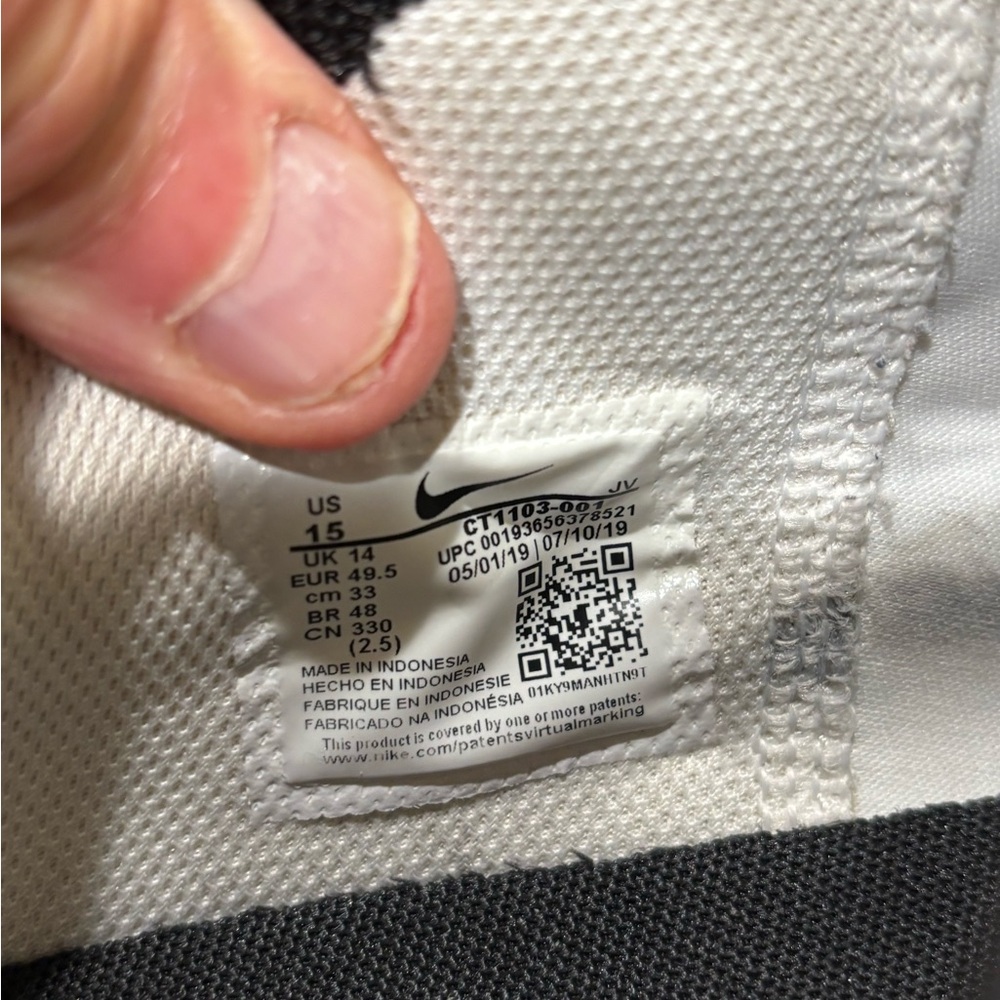 US
15
UK 14
EUR 49.5
cm 33
BR 48
CN 330
(2.5)
JV
CT1103-001
UPC 00193656378521
05/01/19 | 07/10/19
MADE IN INDONESIA
HECHO EN INDONESIA
FABRIQUE EN INDONESIE
FABRICADO NA INDONÉSIA
01KY9MANHTN9T
This product is covered by one or more patents:
www.nike.com/patentsvirtualmarking